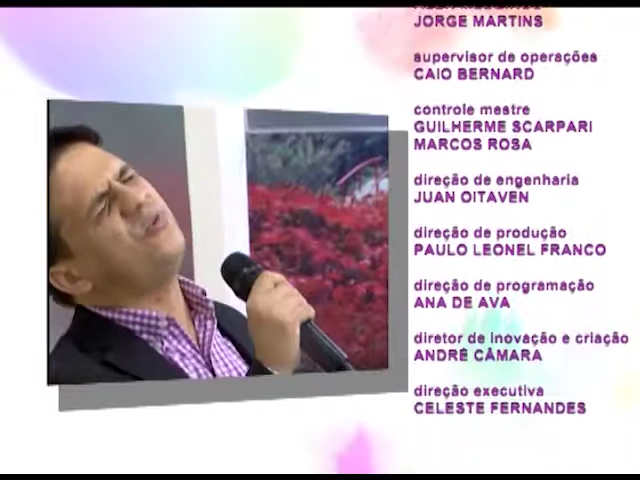 JORGE MARTINS
supervisor de operações
CAIO BERNARD
controle mestre
GUILHERME SCARPARI
MARCOS ROSA
direção de engenharia
JUAN OITAVEN
direção de produção
PAULO LEONEL FRANCO
direção de programação
ANA DE AVA
diretor de inovação e criação
ANDRÉ CÂMARA
direção executiva
CELESTE FERNANDES